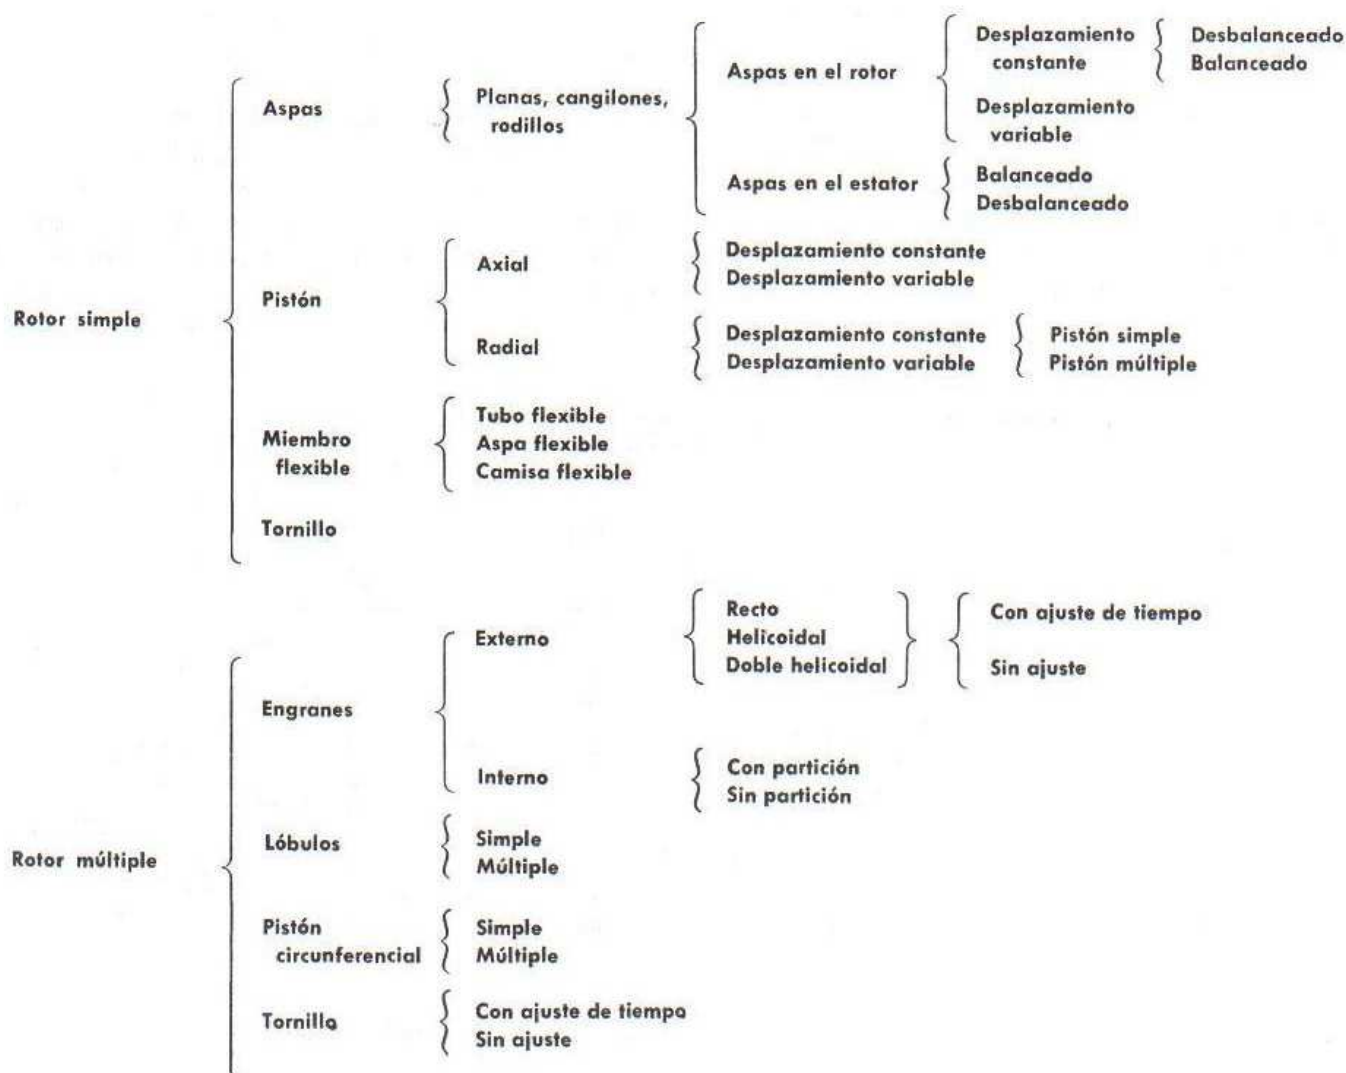 Rotor simple
Aspas
Planas, cangilones,
rodillos
Aspas en el rotor
Desplazamiento
constante
Desbalanceado
Balanceado
Desplazamiento
variable
Aspas en el estator
Balanceado
Desbalanceado
Pistón
Axial
Desplazamiento constante
Desplazamiento variable
Radial
Desplazamiento constante
Desplazamiento variable
Pistón simple
Pistón múltiple
Miembro
flexible
Tubo flexible
Aspa flexible
Camisa flexible
Tornillo
Rotor múltiple
Engranes
Externo
Recto
Helicoidal
Doble helicoidal
Con ajuste de tiempo
Sin ajuste
Interno
Con partición
Sin partición
Lóbulos
Simple
Múltiple
Pistón
circunferencial
Simple
Múltiple
Tornillo
Con ajuste de tiempo
Sin ajuste